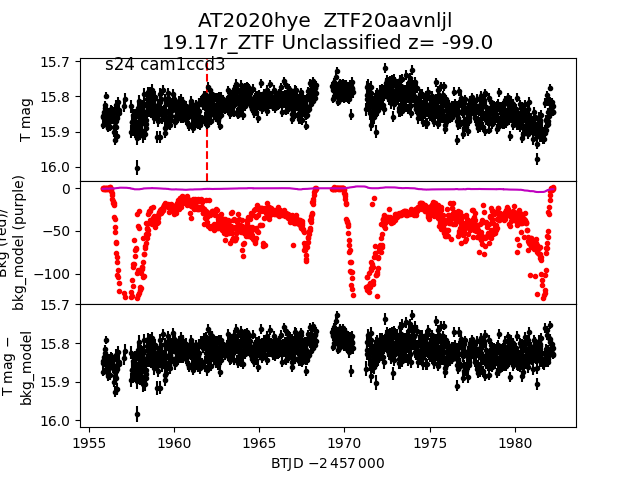 AT2020hye  ZTF20aavnljl
19.17r_ZTF Unclassified z= -99.0
s24 cam1ccd3
15.7
15.8
15.9
16.0
T mag
0
−50
−100
bkg_model (purple)
15.7
15.8
15.9
16.0
T mag −
bkg_model
1955
1960
1965
1970
1975
1980
BTJD −2 457 000